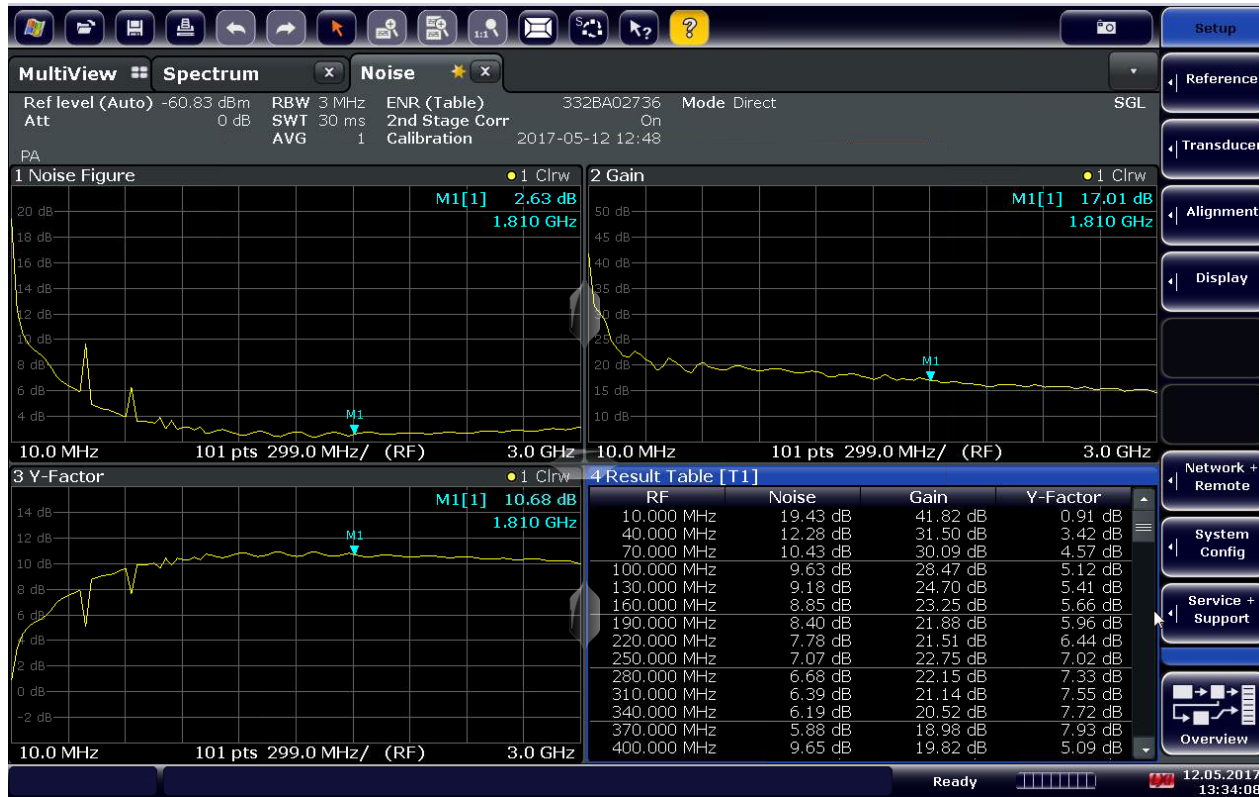 1:1
S
?
?
Setup
MultiView Spectrum x Noise x
Reference
Ref level (Auto) -60.83 dBm RBW 3 MHz ENR (Table) 332BA02736 Mode Direct SGL
Att 0 dB SWT 30 ms 2nd Stage Corr On
AVG 1 Calibration 2017-05-12 12:48
PA
Transducer
1 Noise Figure 1 Clrw
M1[1] 2.63 dB
1.810 GHz
20 dB
18 dB
16 dB
14 dB
12 dB
10 dB
8 dB
6 dB
4 dB
M1
10.0 MHz 101 pts 299.0 MHz/ (RF) 3.0 GHz
2 Gain 1 Clrw
M1[1] 17.01 dB
1.810 GHz
50 dB
45 dB
40 dB
35 dB
30 dB
25 dB
20 dB
15 dB
10 dB
M1
10.0 MHz 101 pts 299.0 MHz/ (RF) 3.0 GHz
Alignment
Display
3 Y-Factor 1 Clrw
M1[1] 10.68 dB
1.810 GHz
14 dB
12 dB
10 dB
8 dB
6 dB
4 dB
2 dB
0 dB
-2 dB
M1
10.0 MHz 101 pts 299.0 MHz/ (RF) 3.0 GHz
4 Result Table [T1]
RF Noise Gain Y-Factor
10.000 MHz 19.43 dB 41.82 dB 0.91 dB
40.000 MHz 12.28 dB 31.50 dB 3.42 dB
70.000 MHz 10.43 dB 30.09 dB 4.57 dB
100.000 MHz 9.63 dB 28.47 dB 5.12 dB
130.000 MHz 9.18 dB 24.70 dB 5.41 dB
160.000 MHz 8.85 dB 23.25 dB 5.66 dB
190.000 MHz 8.40 dB 21.88 dB 5.96 dB
220.000 MHz 7.78 dB 21.51 dB 6.44 dB
250.000 MHz 7.07 dB 22.75 dB 7.02 dB
280.000 MHz 6.68 dB 22.15 dB 7.33 dB
310.000 MHz 6.39 dB 21.14 dB 7.55 dB
340.000 MHz 6.19 dB 20.52 dB 7.72 dB
370.000 MHz 5.88 dB 18.98 dB 7.93 dB
400.000 MHz 9.65 dB 19.82 dB 5.09 dB
Network +
Remote
System
Config
Service +
Support
Overview
Ready
LXI
12.05.2017
13:34:08